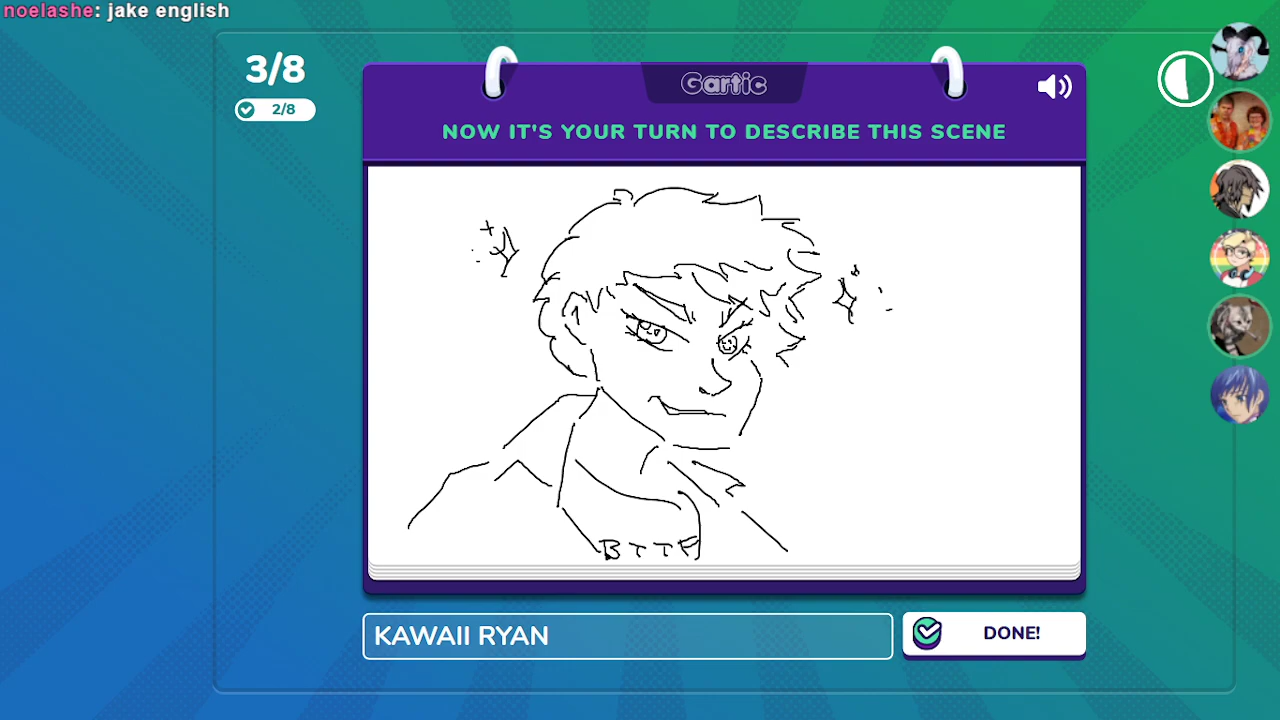 noelashe: jake english
3/8
2/8
Gartic
NOW IT'S YOUR TURN TO DESCRIBE THIS SCENE
BTTF
KAWAII RYAN
DONE!